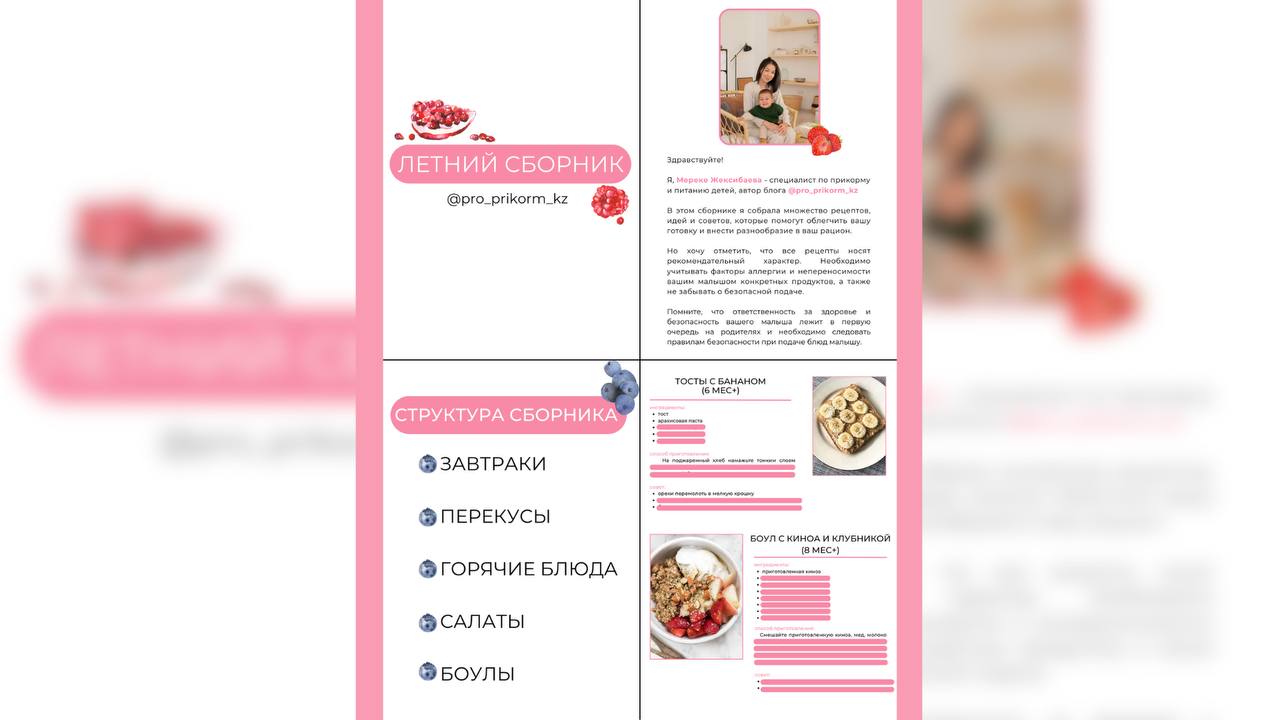 ЛЕТНИЙ СБОРНИК
@pro_prikorm_kz
Здравствуйте!
Я, Мереке Жексибаева - специалист по прикорму
и питанию детей, автор блога @pro_prikorm_kz
В этом сборнике я собрала множество рецептов,
идей и советов, которые помогут облегчить вашу
готовку и внести разнообразие в ваш рацион.
Но хочу отметить, что все рецепты носят
рекомендательный характер. Необходимо
учитывать факторы аллергии и непереносимости
вашим малышом конкретных продуктов, а также
не забывать о безопасной подаче.
Помните, что ответственность за здоровье и
безопасность вашего малыша лежит в первую
очередь на родителях и необходимо следовать
правилам безопасности при подаче блюд малышу.
СТРУКТУРА СБОРНИКА
ЗАВТРАКИ
ПЕРЕКУСЫ
ГОРЯЧИЕ БЛЮДА
САЛАТЫ
БОУЛЫ
ТОСТЫ С БАНАНОМ
(6 МЕС+)
ингредиенты:
тост
арахисовая паста
способ приготовления:
На поджаренный хлеб намажьте тонким слоем
совет:
орехи перемолоть в мелкую крошку
БОУЛ С КИНОА И КЛУБНИКОЙ
(8 МЕС+)
ингредиенты:
приготовленная киноа
способ приготовления:
Смешайте приготовленную киноа, мед, молоко
совет: